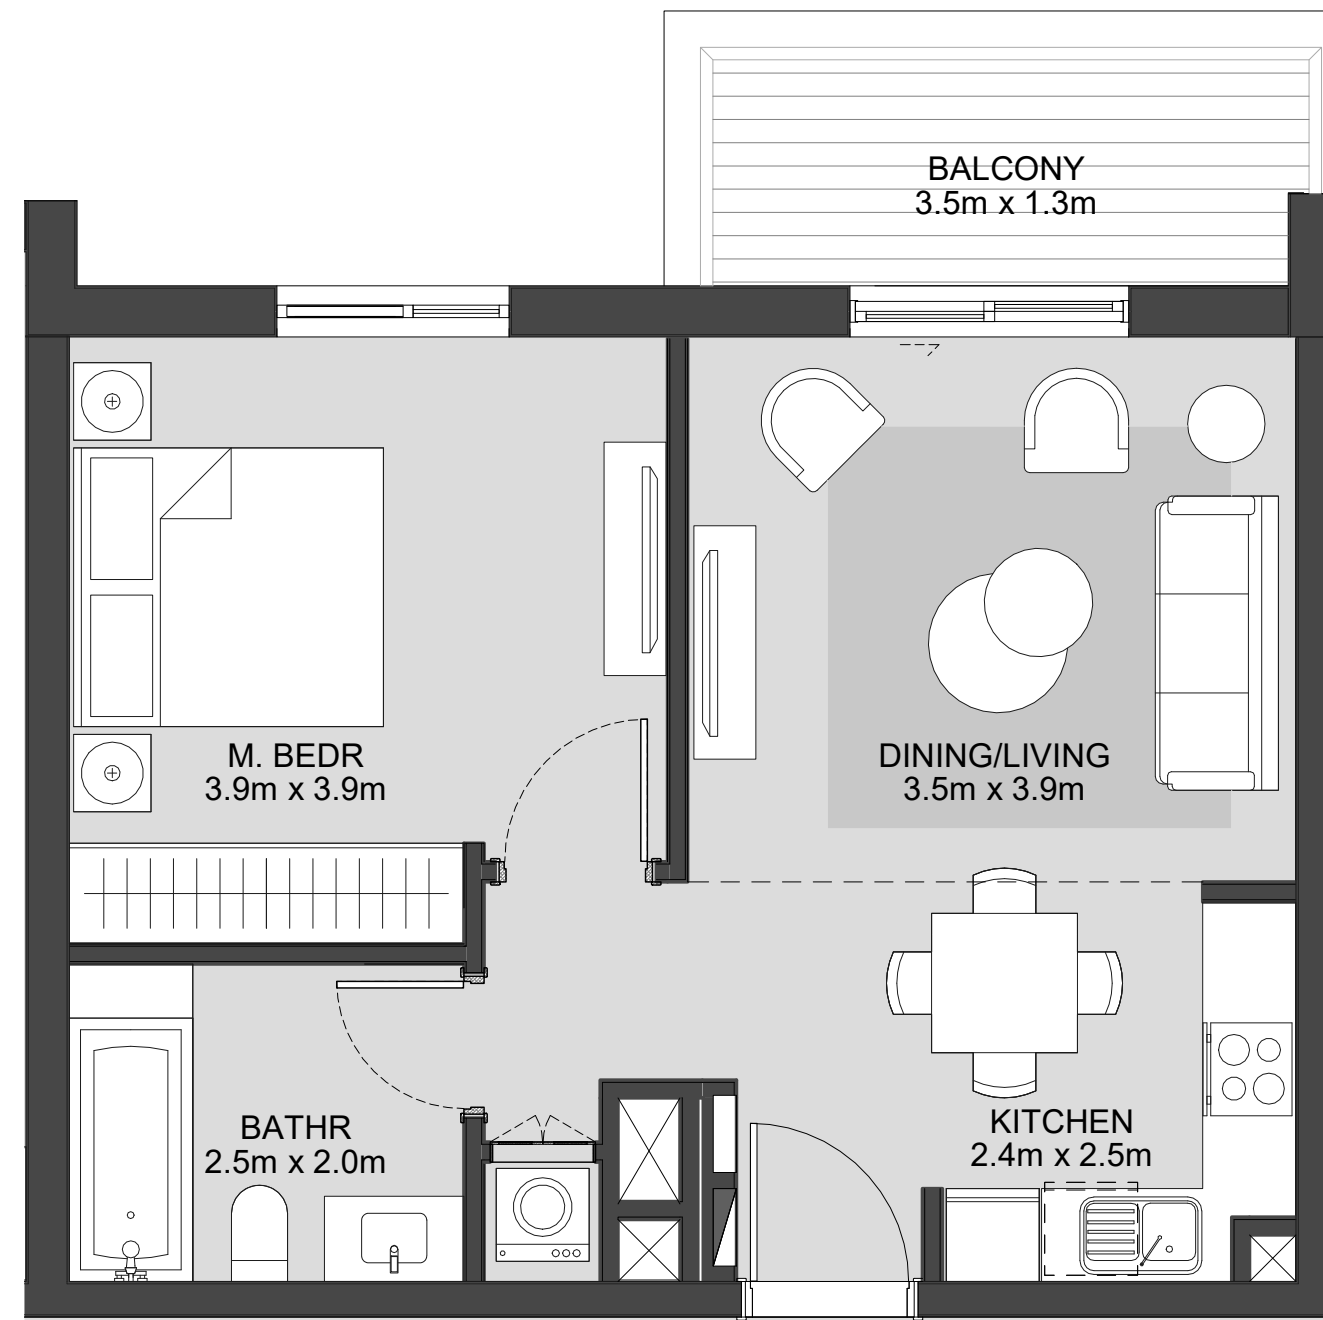 BALCONY
3.5m x 1.3m
M. BEDR
3.9m x 3.9m
DINING/LIVING
3.5m x 3.9m
BATHR
2.5m x 2.0m
KITCHEN
2.4m x 2.5m